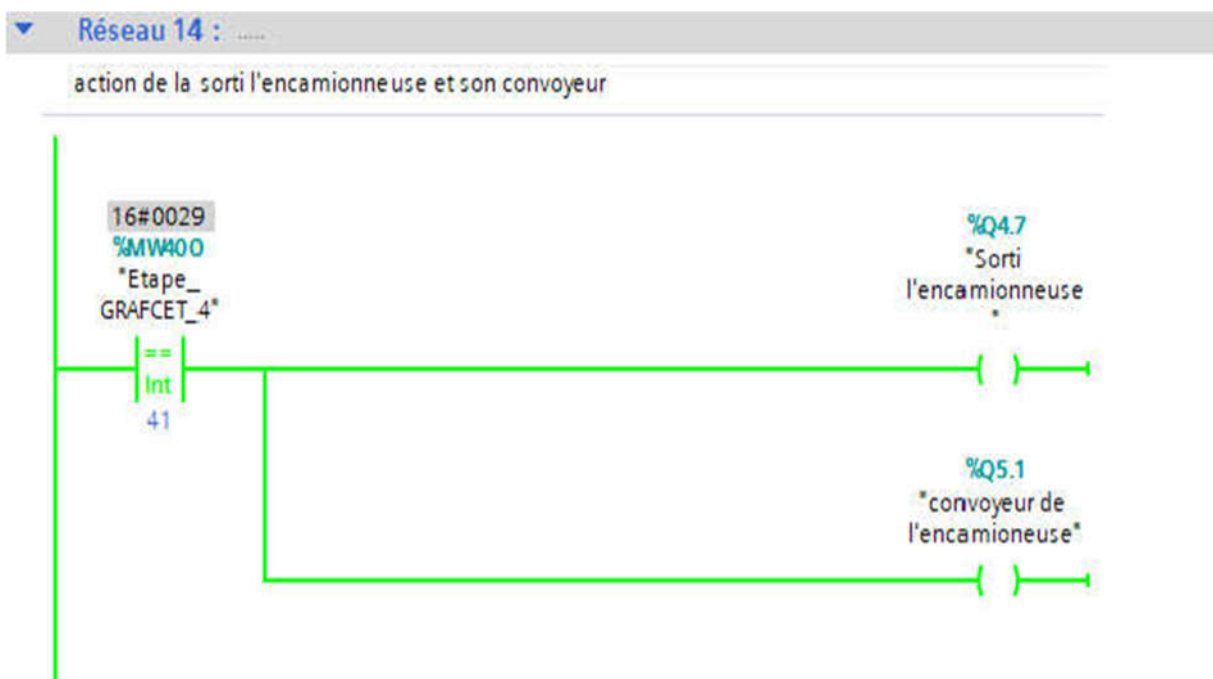 Réseau 14 : .....
action de la sorti l'encamionneuse et son convoyeur
16#0029
%MW400
"Etape_
GRAFCET_4"
==
Int
41
%Q4.7
"Sorti
l'encamionneuse
"
%Q5.1
"convoyeur de
l'encamioneuse"